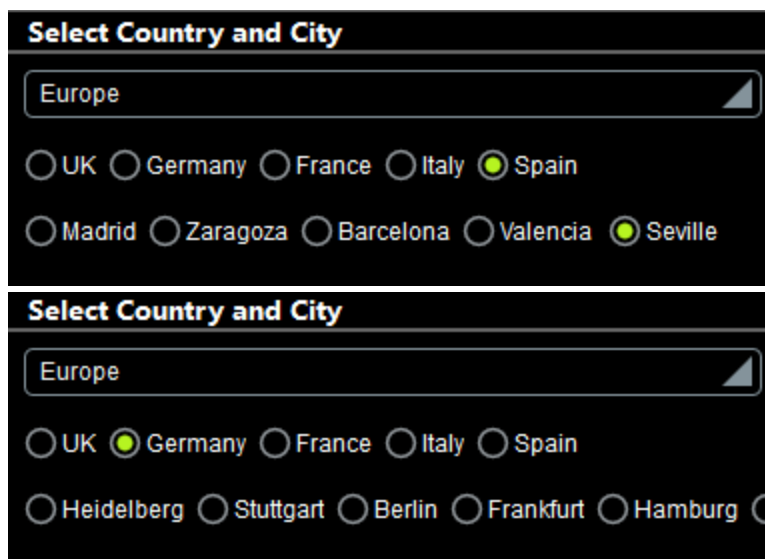 Select Country and City
Europe
UK Germany France Italy Spain
Madrid Zaragoza Barcelona Valencia Seville
Select Country and City
Europe
UK Germany France Italy Spain
Heidelberg Stuttgart Berlin Frankfurt Hamburg